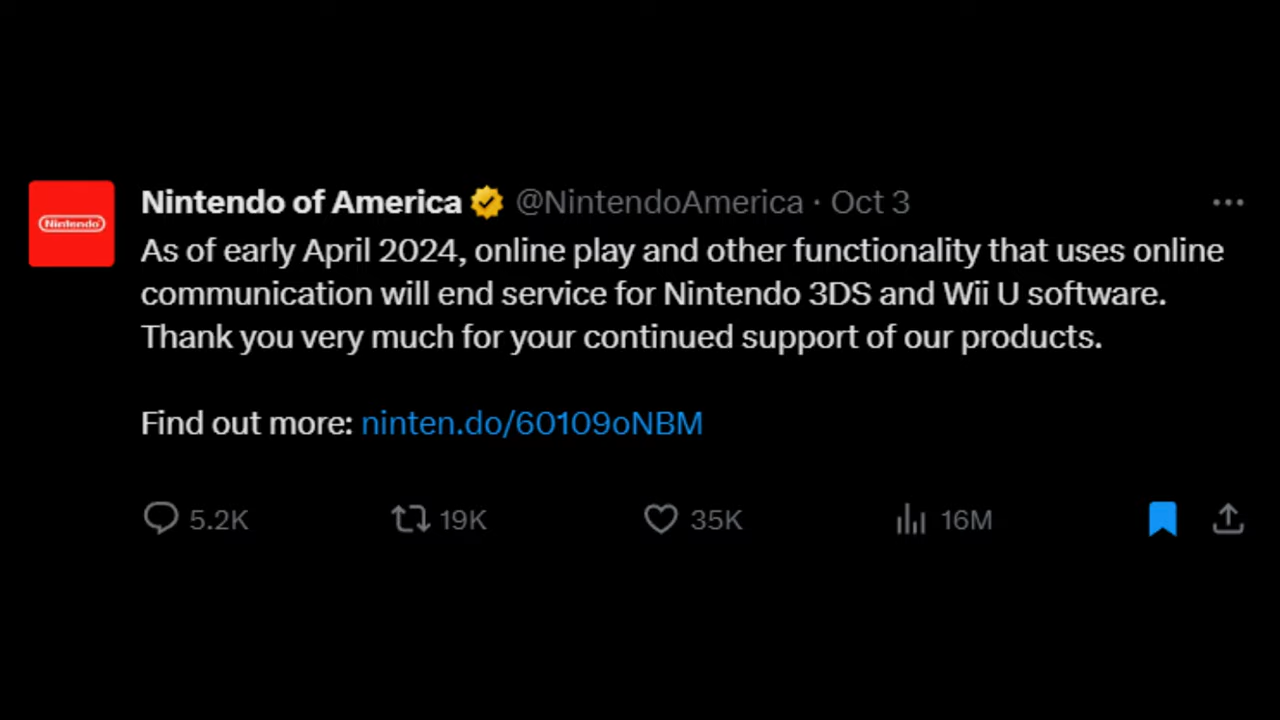 Nintendo
Nintendo of America @NintendoAmerica · Oct 3
As of early April 2024, online play and other functionality that uses online
communication will end service for Nintendo 3DS and Wii U software.
Thank you very much for your continued support of our products.
Find out more: ninten.do/60109oNBM
5.2K 19K 35K 16M